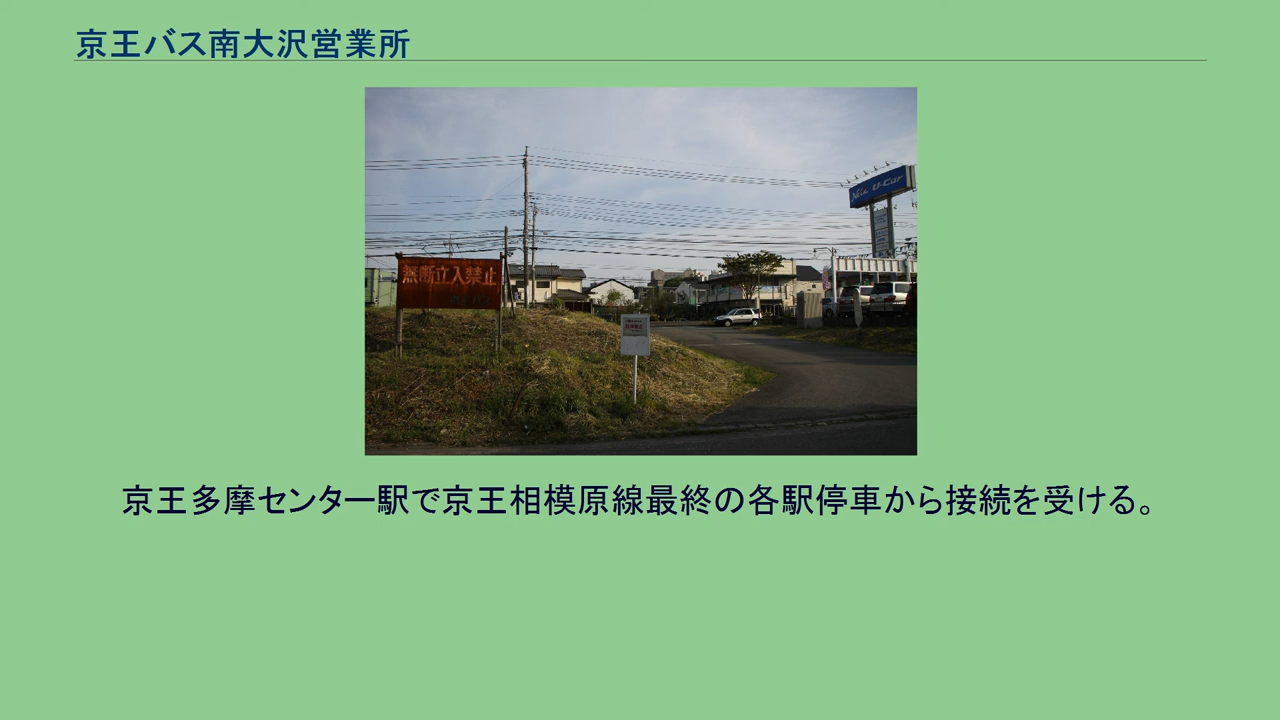 京王バス南大沢営業所
無断立入禁止
U-Car
京王多摩センター駅で京王相模原線最終の各駅停車から接続を受ける。